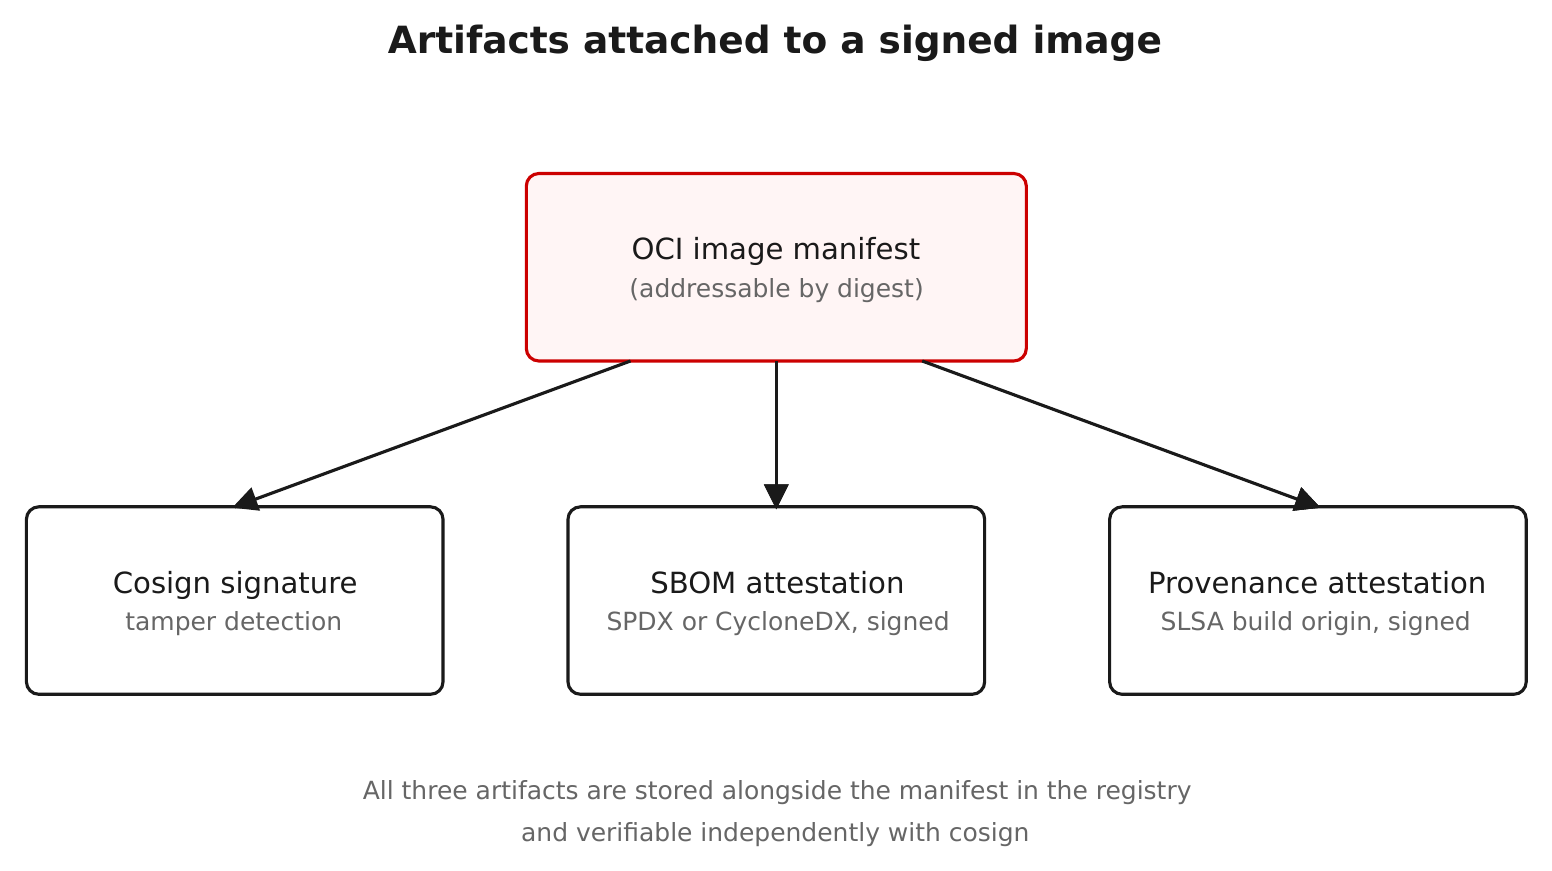 Artifacts attached to a signed image
OCI image manifest
(addressable by digest)
Cosign signature
tamper detection
SBOM attestation
SPDX or CycloneDX, signed
Provenance attestation
SLSA build origin, signed
All three artifacts are stored alongside the manifest in the registry
and verifiable independently with cosign